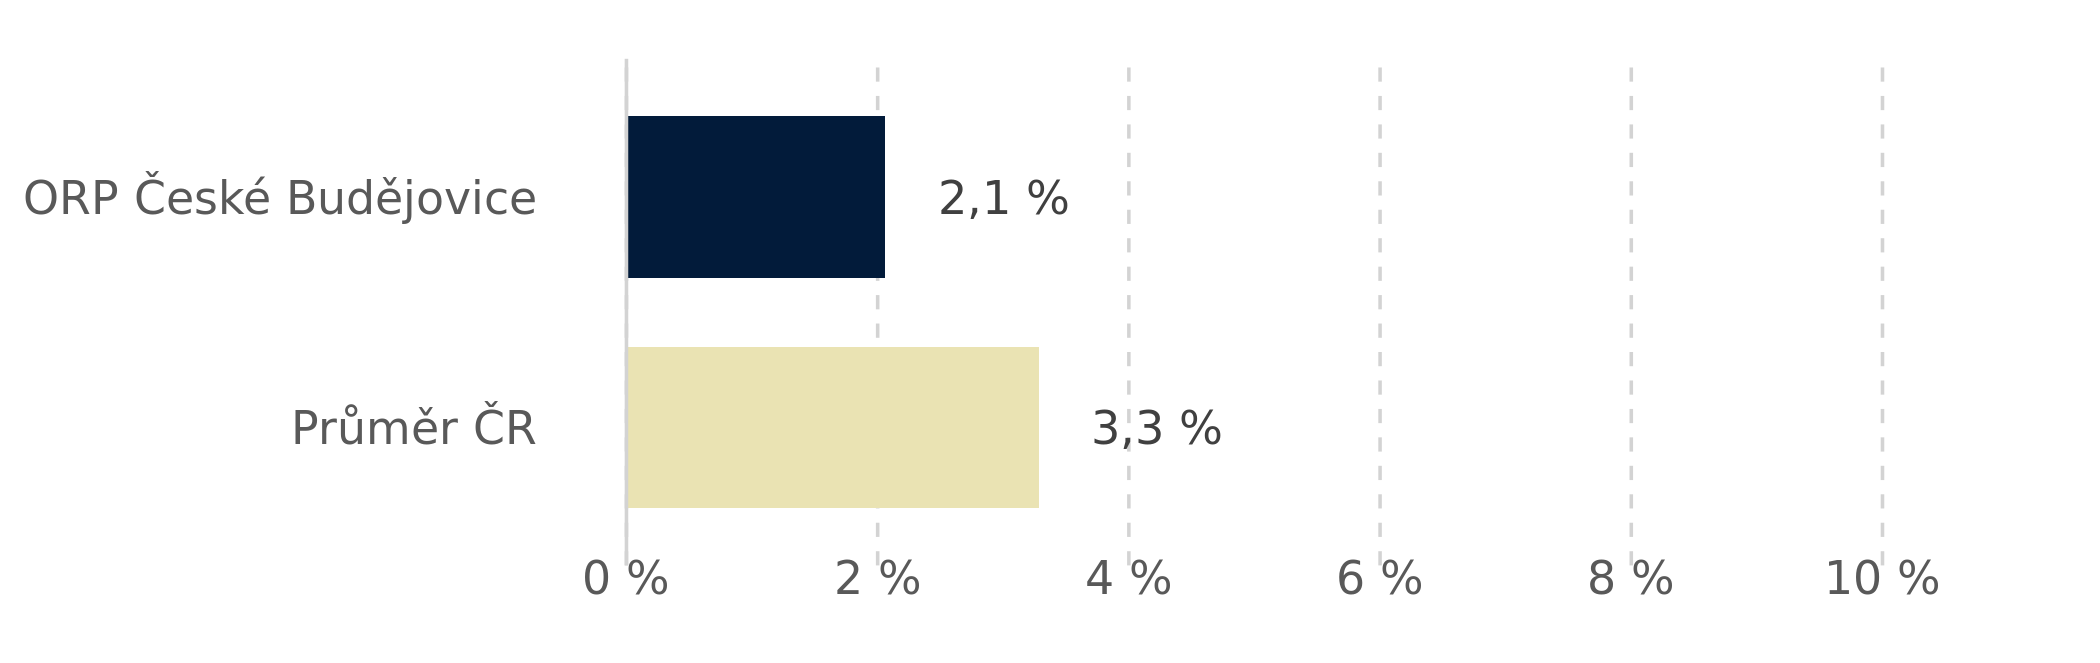 ORP České Budějovice
2,1 %
Průměr ČR
3,3 %
0 % 2 % 4 % 6 % 8 % 10 %